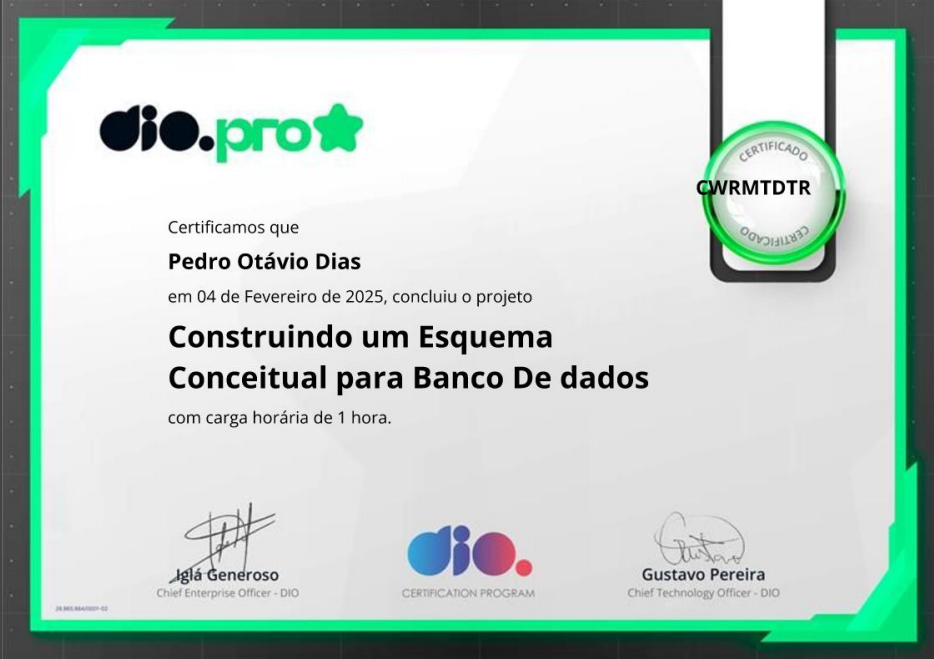 dio.pro
CERTIFICADO
CWRMTDTR
CERTIFICADO
Certificamos que
Pedro Otávio Dias
em 04 de Fevereiro de 2025, concluiu o projeto
Construindo um Esquema
Conceitual para Banco De dados
com carga horária de 1 hora.
Iglá Generoso
Chief Enterprise Officer - DIO
dio.
CERTIFICATION PROGRAM
Gustavo Pereira
Chief Technology Officer - DIO